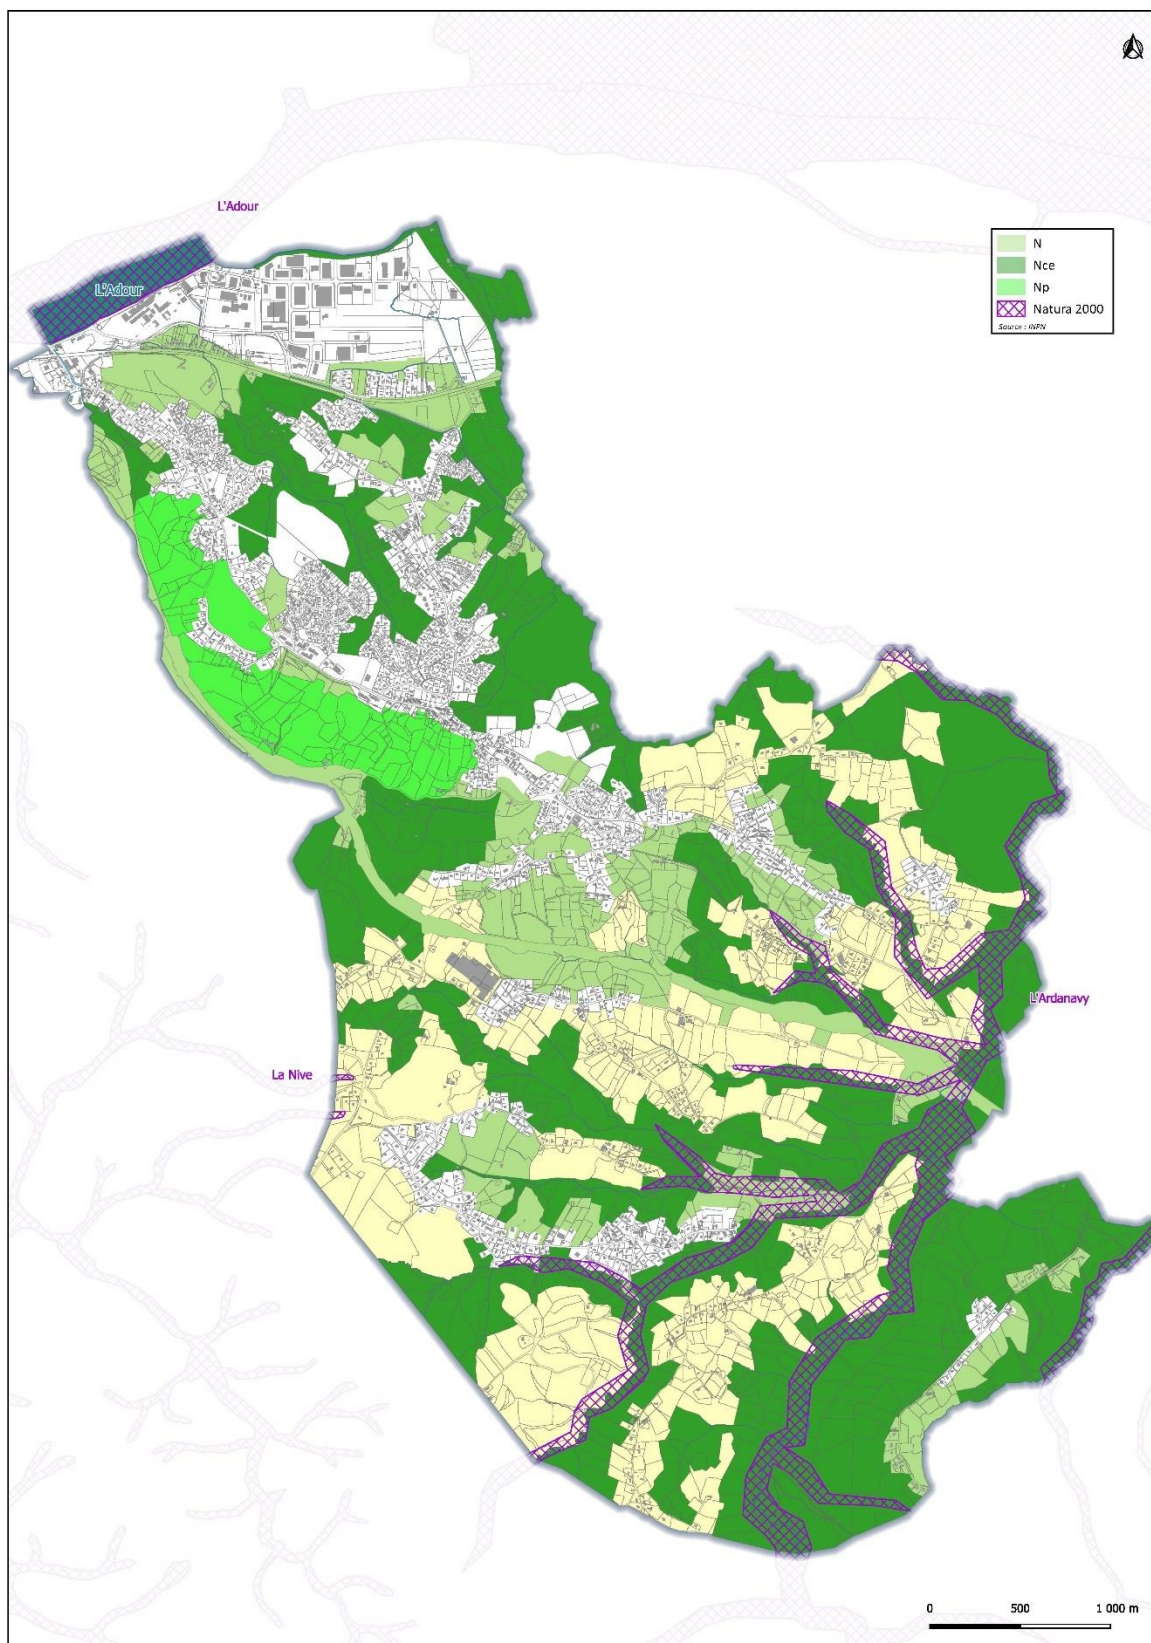 L'Adour
L'Adour
N
Nce
Np
Natura 2000
Source : INPN
L'Ardanavy
La Nive
0 500 1 000 m